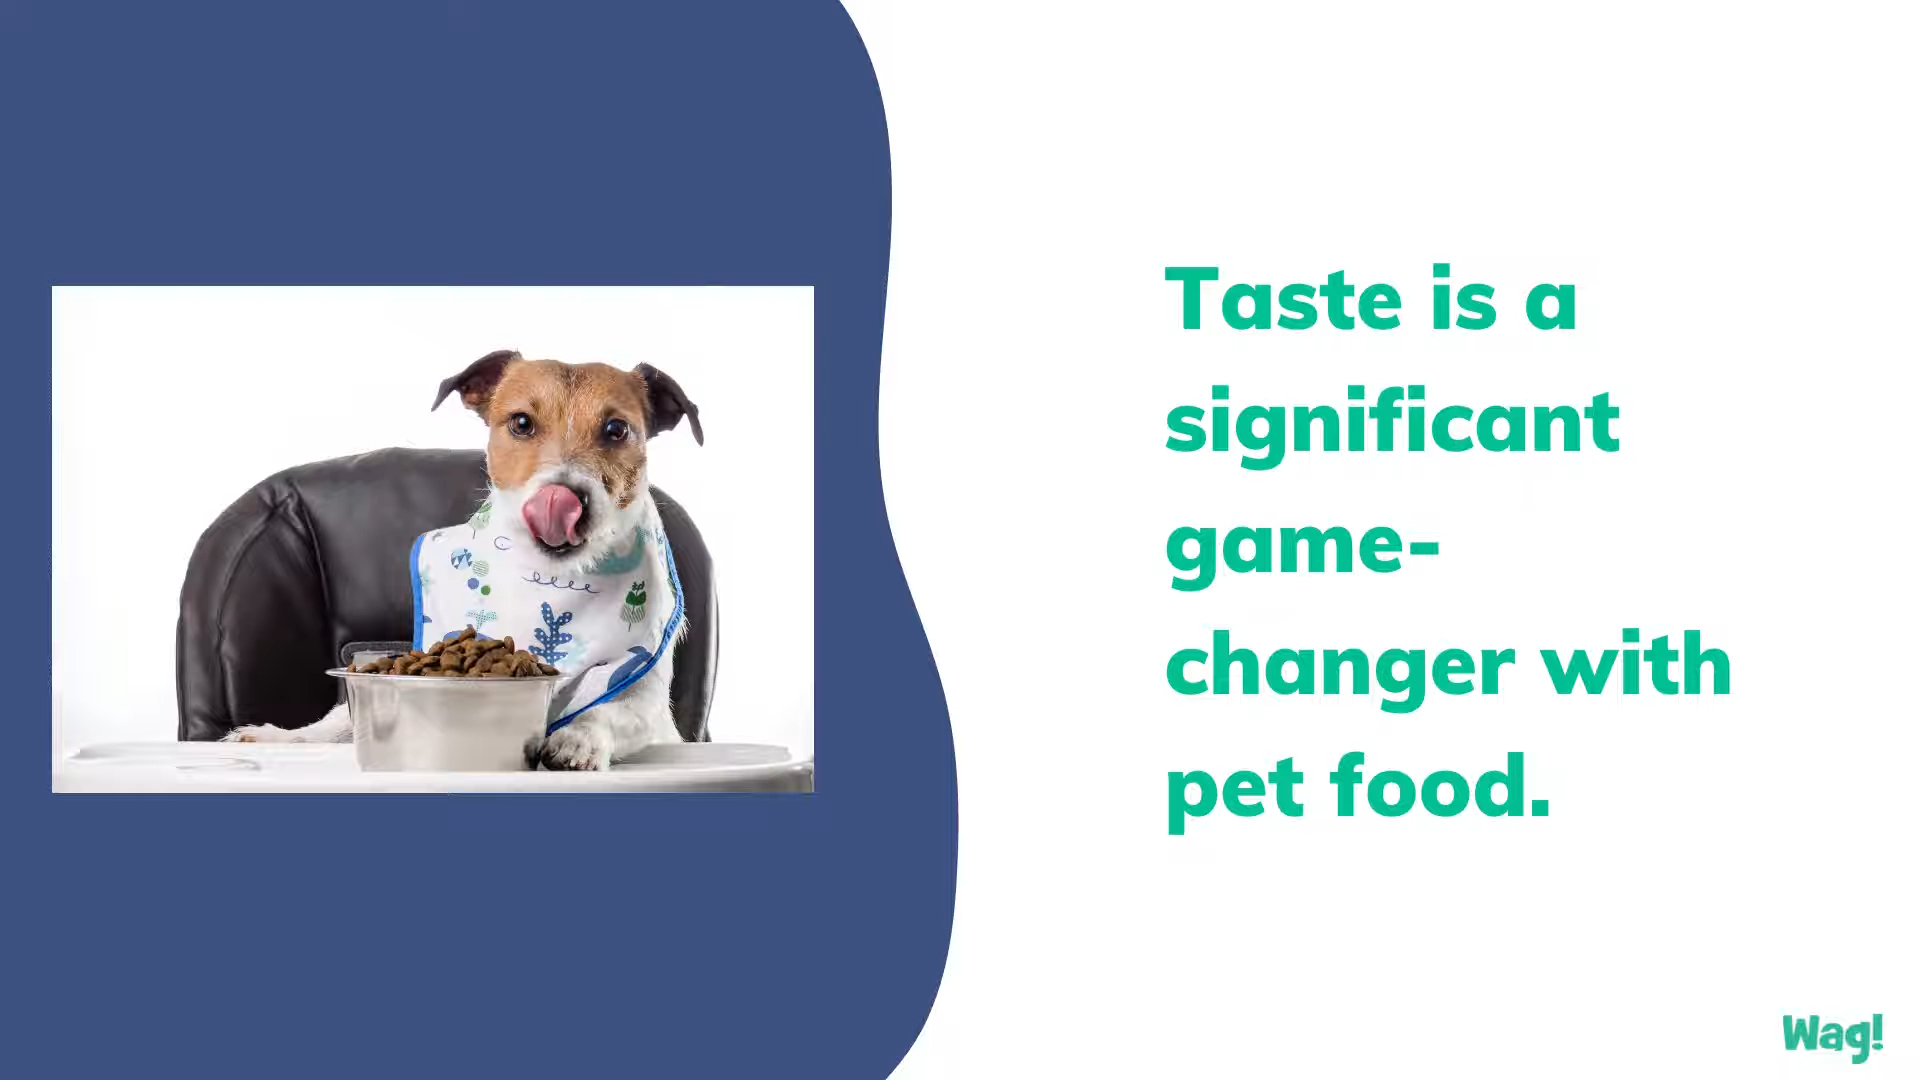 Taste is a
significant
game-
changer with
pet food.
Wag!